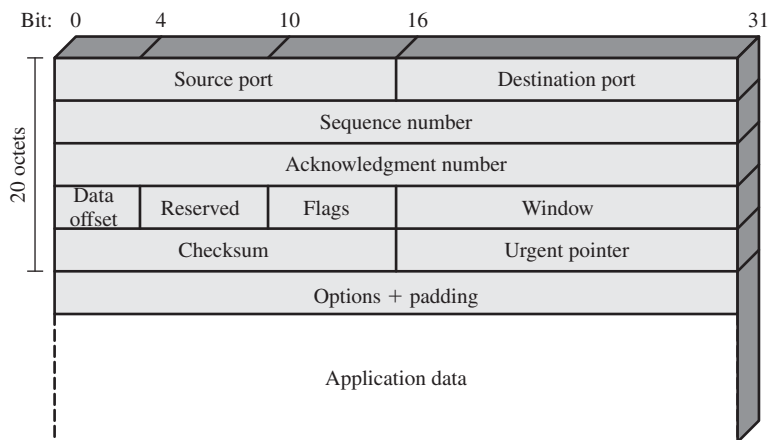 Bit: 0 4 10 16 31
20 octets
Source port Destination port
Sequence number
Acknowledgment number
Data offset Reserved Flags Window
Checksum Urgent pointer
Options + padding
Application data